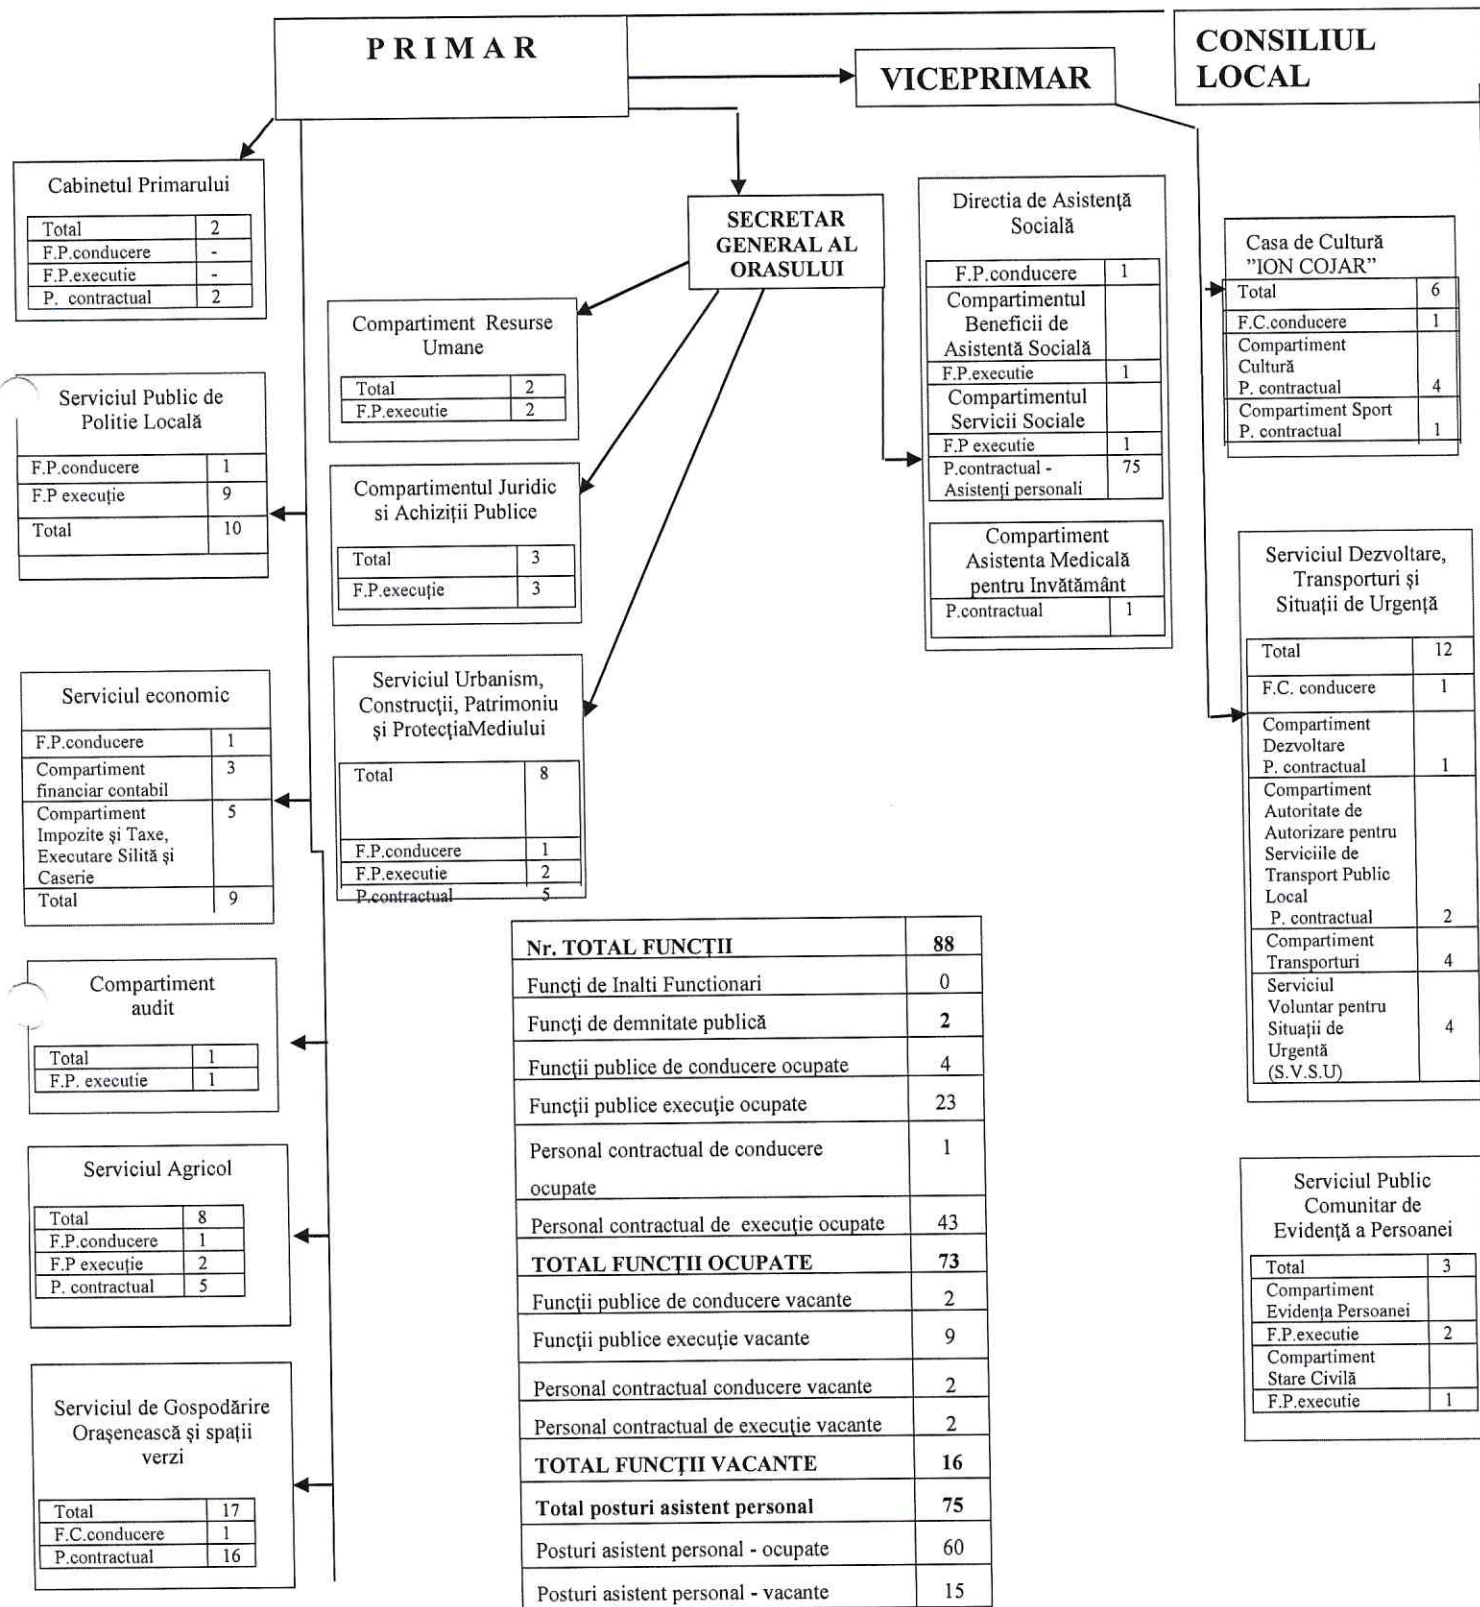 P R I M A R
VICEPRIMAR
CONSILIUL
LOCAL
Cabinetul Primarului
Total 2
F.P.conducere -
F.P.executie -
P. contractual 2
SECRETAR
GENERAL AL
ORASULUI
Directia de Asistență
Socială
F.P.conducere 1
Compartimentul
Beneficii de
Asistentă Socială
F.P.executie 1
Compartimentul
Servicii Sociale
F.P executie 1
P.contractual - 75
Asistenți personali
Compartiment
Asistenta Medicală
pentru Invătământ
P.contractual 1
Casa de Cultură
”ION COJAR”
Total 6
F.C.conducere 1
Compartiment
Cultură
P. contractual 4
Compartiment Sport
P. contractual 1
Compartiment Resurse
Umane
Total 2
F.P.executie 2
Serviciul Public de
Politie Locală
F.P.conducere 1
F.P execuție 9
Total 10
Compartimentul Juridic
si Achiziții Publice
Total 3
F.P.execuție 3
Serviciul Dezvoltare,
Transporturi și
Situații de Urgență
Total 12
F.C. conducere 1
Compartiment
Dezvoltare
P. contractual 1
Compartiment
Autoritate de
Autorizare pentru
Serviciile de
Transport Public
Local
P. contractual 2
Compartiment
Transporturi 4
Serviciul
Voluntar pentru
Situații de 4
Urgentă
(S.V.S.U)
Serviciul economic
F.P.conducere 1
Compartiment 3
financiar contabil
Compartiment 5
Impozite și Taxe,
Executare Silită și
Caserie
Total 9
Serviciul Urbanism,
Construcții, Patrimoniu
și ProtecțiaMediului
Total 8
F.P.conducere 1
F.P.executie 2
P.contractual 5
Compartiment
audit
Total 1
F.P. executie 1
Serviciul Agricol
Total 8
F.P.conducere 1
F.P execuție 2
P. contractual 5
Serviciul de Gospodărire
Orașenească și spații
verzi
Total 17
F.C.conducere 1
P.contractual 16
Nr. TOTAL FUNCȚII 88
Funcți de Inalti Functionari 0
Funcți de demnitate publică 2
Funcții publice de conducere ocupate 4
Funcții publice execuție ocupate 23
Personal contractual de conducere 1
ocupate
Personal contractual de execuție ocupate 43
TOTAL FUNCȚII OCUPATE 73
Funcții publice de conducere vacante 2
Funcții publice execuție vacante 9
Personal contractual conducere vacante 2
Personal contractual de execuție vacante 2
TOTAL FUNCȚII VACANTE 16
Total posturi asistent personal 75
Posturi asistent personal - ocupate 60
Posturi asistent personal - vacante 15
Serviciul Public
Comunitar de
Evidență a Persoanei
Total 3
Compartiment
Evidența Persoanei
F.P.executie 2
Compartiment
Stare Civilă
F.P.executie 1